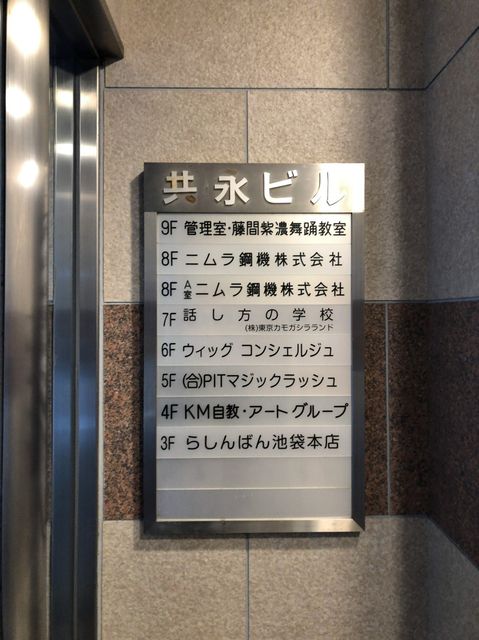 共永ビル
9F 管理室・藤間紫濃舞踊教室
8F ニムラ鋼機株式会社
8F A室 ニムラ鋼機株式会社
7F 話し方の学校
(株)東京カモガシラランド
6F ウィッグ コンシェルジュ
5F (合)PITマジックラッシュ
4F KM自教・アートグループ
3F らしんばん池袋本店